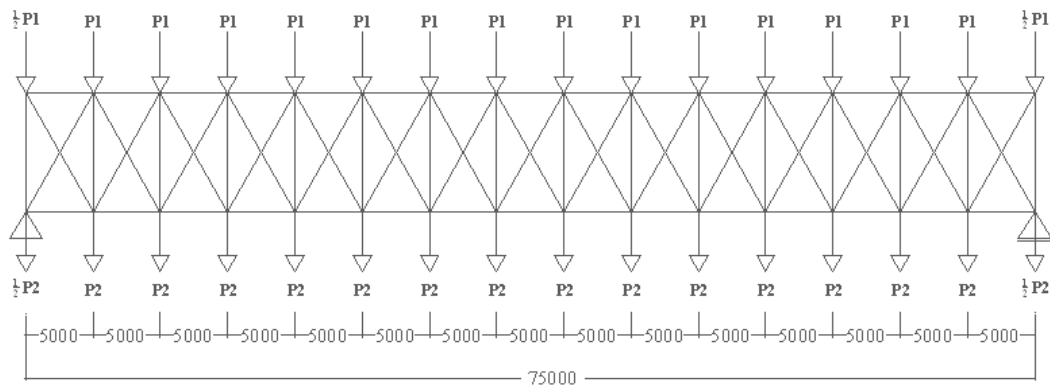 ½P1 P1 P1 P1 P1 P1 P1 P1 P1 P1 P1 P1 P1 P1 P1 ½P1
½P2 P2 P2 P2 P2 P2 P2 P2 P2 P2 P2 P2 P2 P2 P2 ½P2
5000 5000 5000 5000 5000 5000 5000 5000 5000 5000 5000 5000 5000 5000 5000
75000